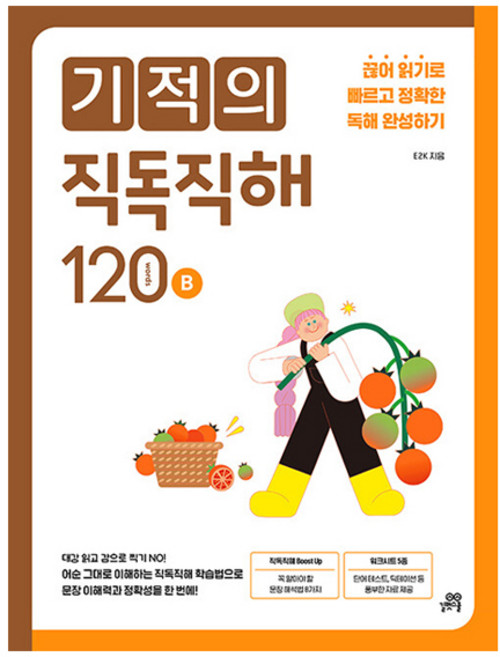 끊어 읽기로
빠르고 정확한
독해 완성하기
E2K 지음
기적의
직독직해
120 words B
대강 읽고 감으로 찍기 NO!
어순 그대로 이해하는 직독직해 학습법으로
문장 이해력과 정확성을 한 번에!
직독직해 Boost Up
꼭 알아야 할
문장 해석법 8가지
워크시트 5종
단어 테스트, 딕테이션 등
풍부한 자료 제공
길벗스쿨